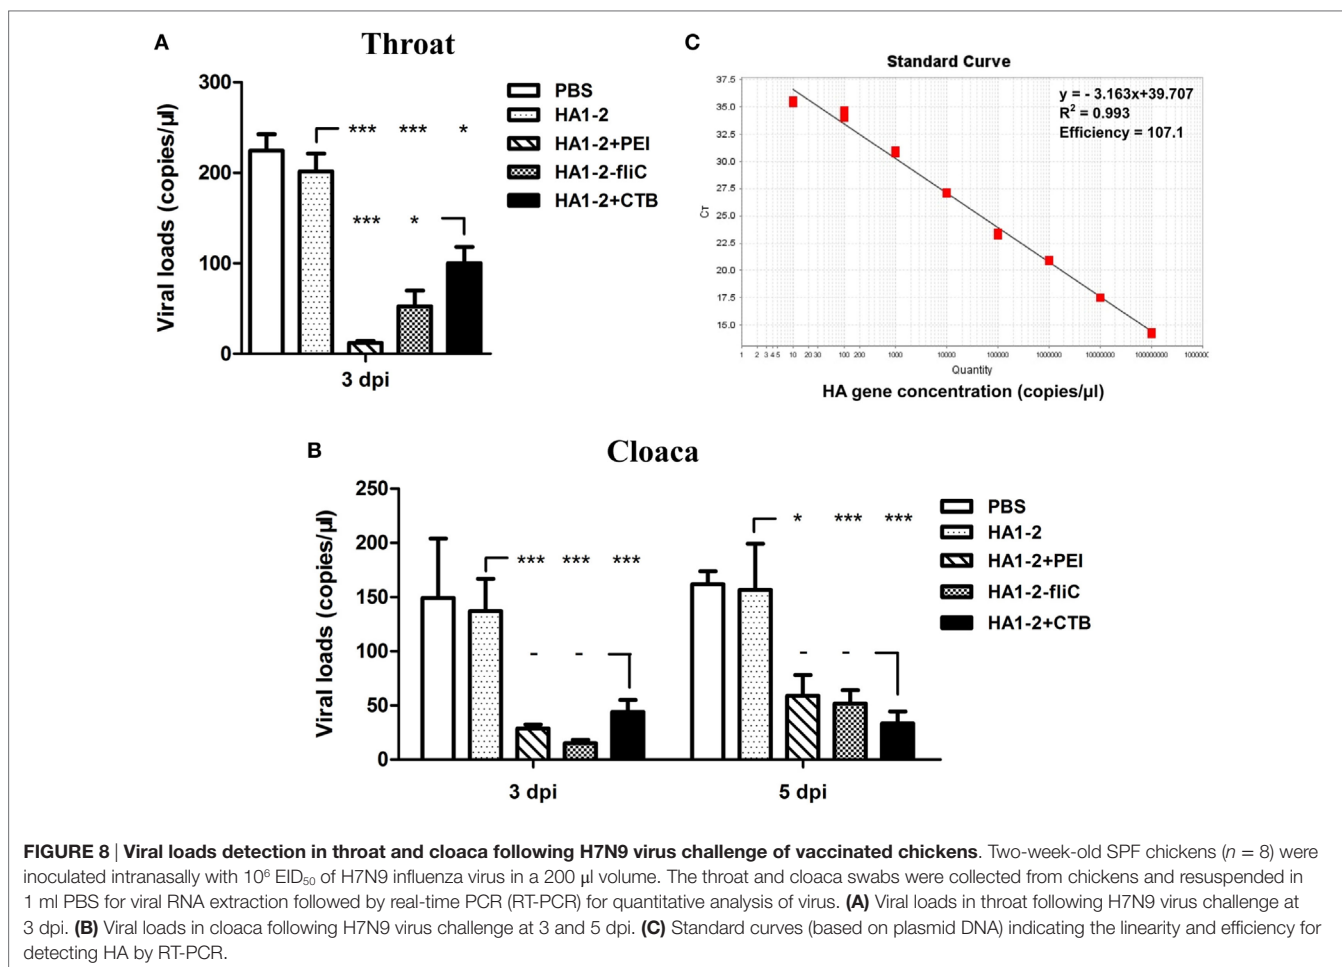 A
Throat
Viral loads (copies/µl)
300
200
100
0
3 dpi
*** *** *
*** *
PBS
HA1-2
HA1-2+PEI
HA1-2-fliC
HA1-2+CTB
C
Standard Curve
y = - 3.163x+39.707
R² = 0.993
Efficiency = 107.1
CT
37.5
35.0
32.5
30.0
27.5
25.0
22.5
20.0
17.5
15.0
1 2 3 4 5 10 20 30 100 200 1000 10000 100000 1000000 10000000 100000000 1000000
Quantity
HA gene concentration (copies/µl)
B
Cloaca
Viral loads (copies/µl)
250
200
150
100
50
0
*** *** ***
- -
* *** ***
- -
3 dpi 5 dpi
PBS
HA1-2
HA1-2+PEI
HA1-2-fliC
HA1-2+CTB
FIGURE 8 | Viral loads detection in throat and cloaca following H7N9 virus challenge of vaccinated chickens. Two-week-old SPF chickens (n = 8) were
inoculated intranasally with 10⁶ EID₅₀ of H7N9 influenza virus in a 200 µl volume. The throat and cloaca swabs were collected from chickens and resuspended in
1 ml PBS for viral RNA extraction followed by real-time PCR (RT-PCR) for quantitative analysis of virus. (A) Viral loads in throat following H7N9 virus challenge at
3 dpi. (B) Viral loads in cloaca following H7N9 virus challenge at 3 and 5 dpi. (C) Standard curves (based on plasmid DNA) indicating the linearity and efficiency for
detecting HA by RT-PCR.